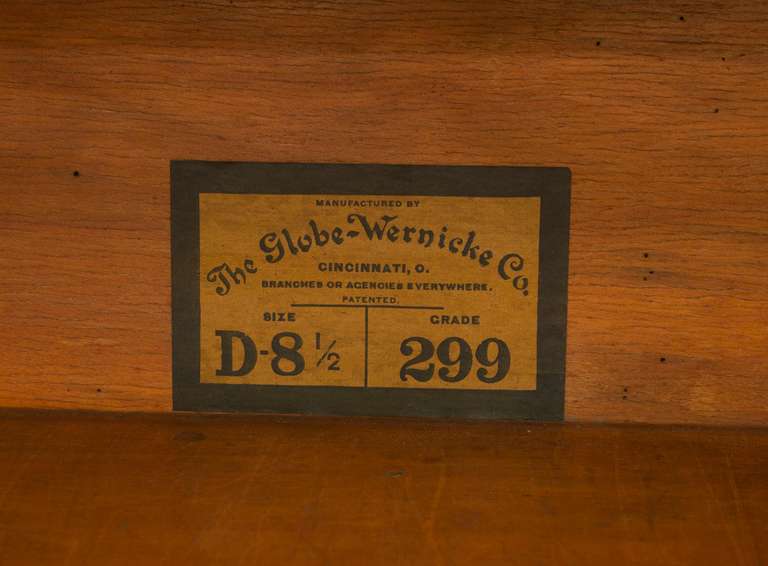 MANUFACTURED BY
The Globe-Wernicke Co.
CINCINNATI, O.
BRANCHES OR AGENCIES EVERYWHERE.
PATENTED.
SIZE GRADE
D-8 1/2 299